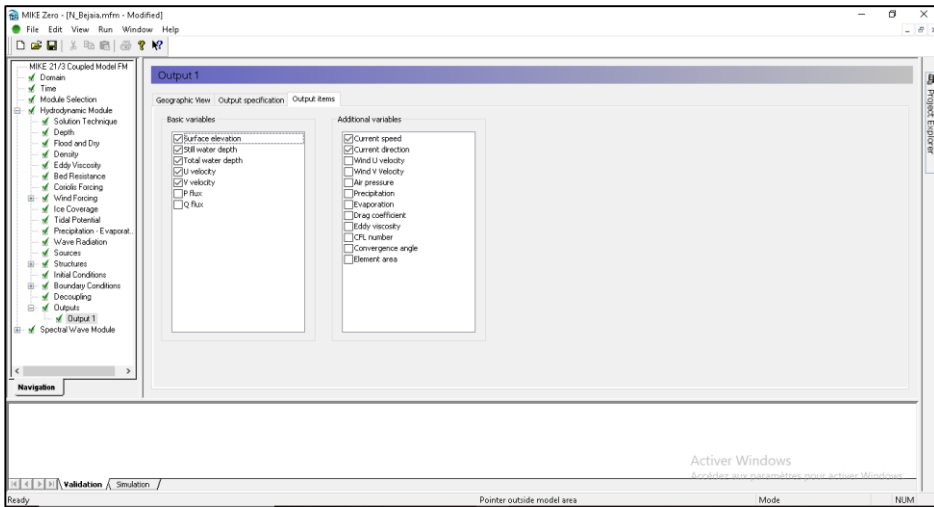 MIKE Zero - [N_Bejaia.mfm - Modified]
File Edit View Run Window Help
MIKE 21/3 Coupled Model FM
Domain
Time
Module Selection
Hydrodynamic Module
Solution Technique
Depth
Flood and Dry
Density
Eddy Viscosity
Bed Resistance
Coriolis Forcing
Wind Forcing
Ice Coverage
Tidal Potential
Precipitation - Evaporat..
Wave Radiation
Sources
Structures
Initial Conditions
Boundary Conditions
Decoupling
Outputs
Output 1
Spectral Wave Module
Navigation
Output 1
Geographic View Output specification Output items
Basic variables
Surface elevation
Still water depth
Total water depth
U velocity
V velocity
P flux
Q flux
Additional variables
Current speed
Current direction
Wind U velocity
Wind V Velocity
Air pressure
Precipitation
Evaporation
Drag coefficient
Eddy viscosity
CFL number
Convergence angle
Element area
Project Explorer
Activer Windows
Accédez aux paramètres pour activer Windows.
Validation Simulation
Ready Pointer outside model area Mode NUM